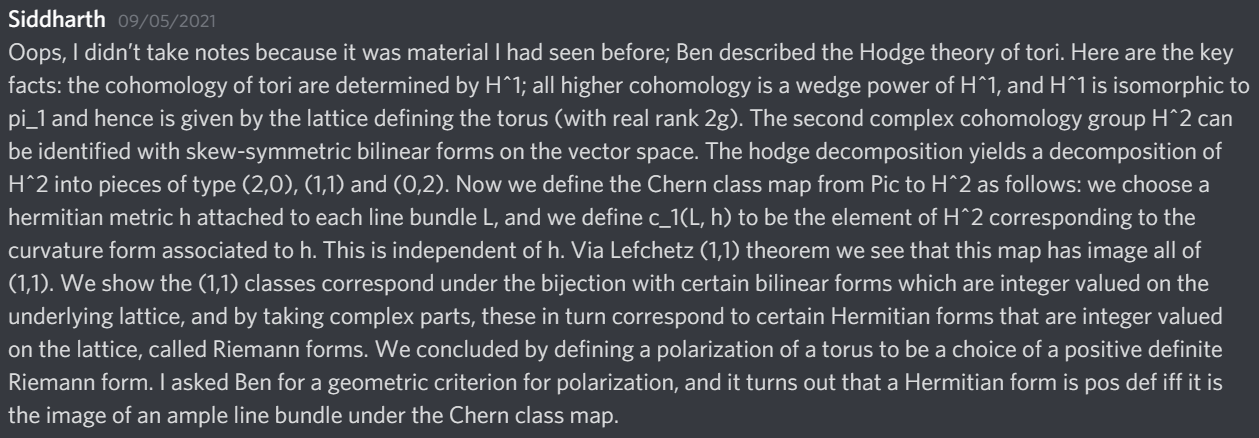 Siddharth 09/05/2021
Oops, I didn't take notes because it was material I had seen before; Ben described the Hodge theory of tori. Here are the key
facts: the cohomology of tori are determined by H^1; all higher cohomology is a wedge power of H^1, and H^1 is isomorphic to
pi_1 and hence is given by the lattice defining the torus (with real rank 2g). The second complex cohomology group H^2 can
be identified with skew-symmetric bilinear forms on the vector space. The hodge decomposition yields a decomposition of
H^2 into pieces of type (2,0), (1,1) and (0,2). Now we define the Chern class map from Pic to H^2 as follows: we choose a
hermitian metric h attached to each line bundle L, and we define c_1(L, h) to be the element of H^2 corresponding to the
curvature form associated to h. This is independent of h. Via Lefchetz (1,1) theorem we see that this map has image all of
(1,1). We show the (1,1) classes correspond under the bijection with certain bilinear forms which are integer valued on the
underlying lattice, and by taking complex parts, these in turn correspond to certain Hermitian forms that are integer valued
on the lattice, called Riemann forms. We concluded by defining a polarization of a torus to be a choice of a positive definite
Riemann form. I asked Ben for a geometric criterion for polarization, and it turns out that a Hermitian form is pos def iff it is
the image of an ample line bundle under the Chern class map.